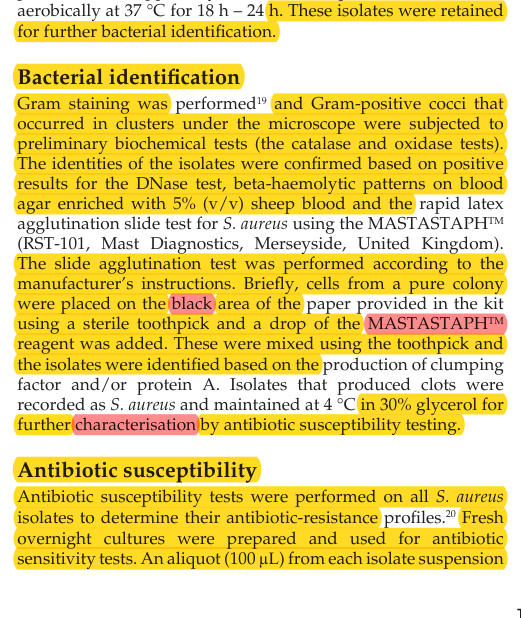 aerobically at 37 °C for 18 h – 24 h. These isolates were retained
for further bacterial identification.
Bacterial identification
Gram staining was performed¹⁹ and Gram-positive cocci that
occurred in clusters under the microscope were subjected to
preliminary biochemical tests (the catalase and oxidase tests).
The identities of the isolates were confirmed based on positive
results for the DNase test, beta-haemolytic patterns on blood
agar enriched with 5% (v/v) sheep blood and the rapid latex
agglutination slide test for S. aureus using the MASTASTAPH™
(RST-101, Mast Diagnostics, Merseyside, United Kingdom).
The slide agglutination test was performed according to the
manufacturer’s instructions. Briefly, cells from a pure colony
were placed on the black area of the paper provided in the kit
using a sterile toothpick and a drop of the MASTASTAPH™
reagent was added. These were mixed using the toothpick and
the isolates were identified based on the production of clumping
factor and/or protein A. Isolates that produced clots were
recorded as S. aureus and maintained at 4 °C in 30% glycerol for
further characterisation by antibiotic susceptibility testing.
Antibiotic susceptibility
Antibiotic susceptibility tests were performed on all S. aureus
isolates to determine their antibiotic-resistance profiles.²⁰ Fresh
overnight cultures were prepared and used for antibiotic
sensitivity tests. An aliquot (100 µL) from each isolate suspension